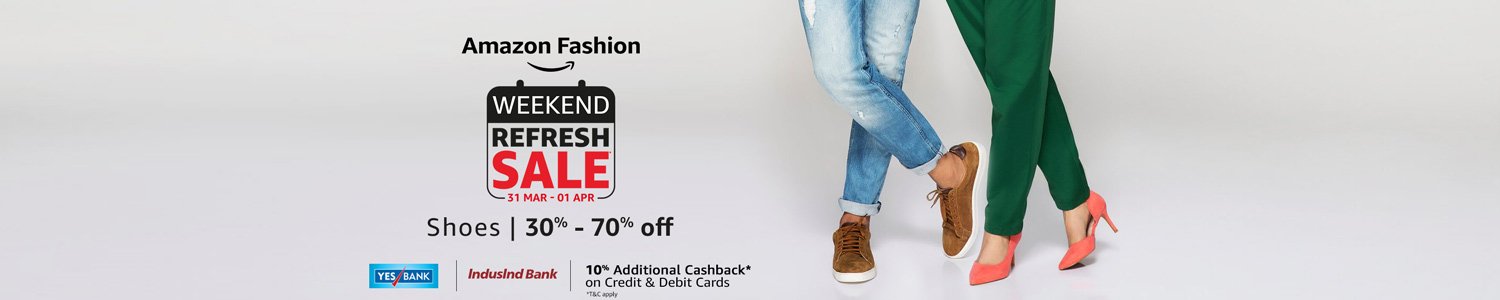 Amazon Fashion
WEEKEND
REFRESH
SALE*
31 MAR - 01 APR
Shoes | 30% - 70% off
YES BANK
IndusInd Bank
10% Additional Cashback*
on Credit & Debit Cards
*T&C apply